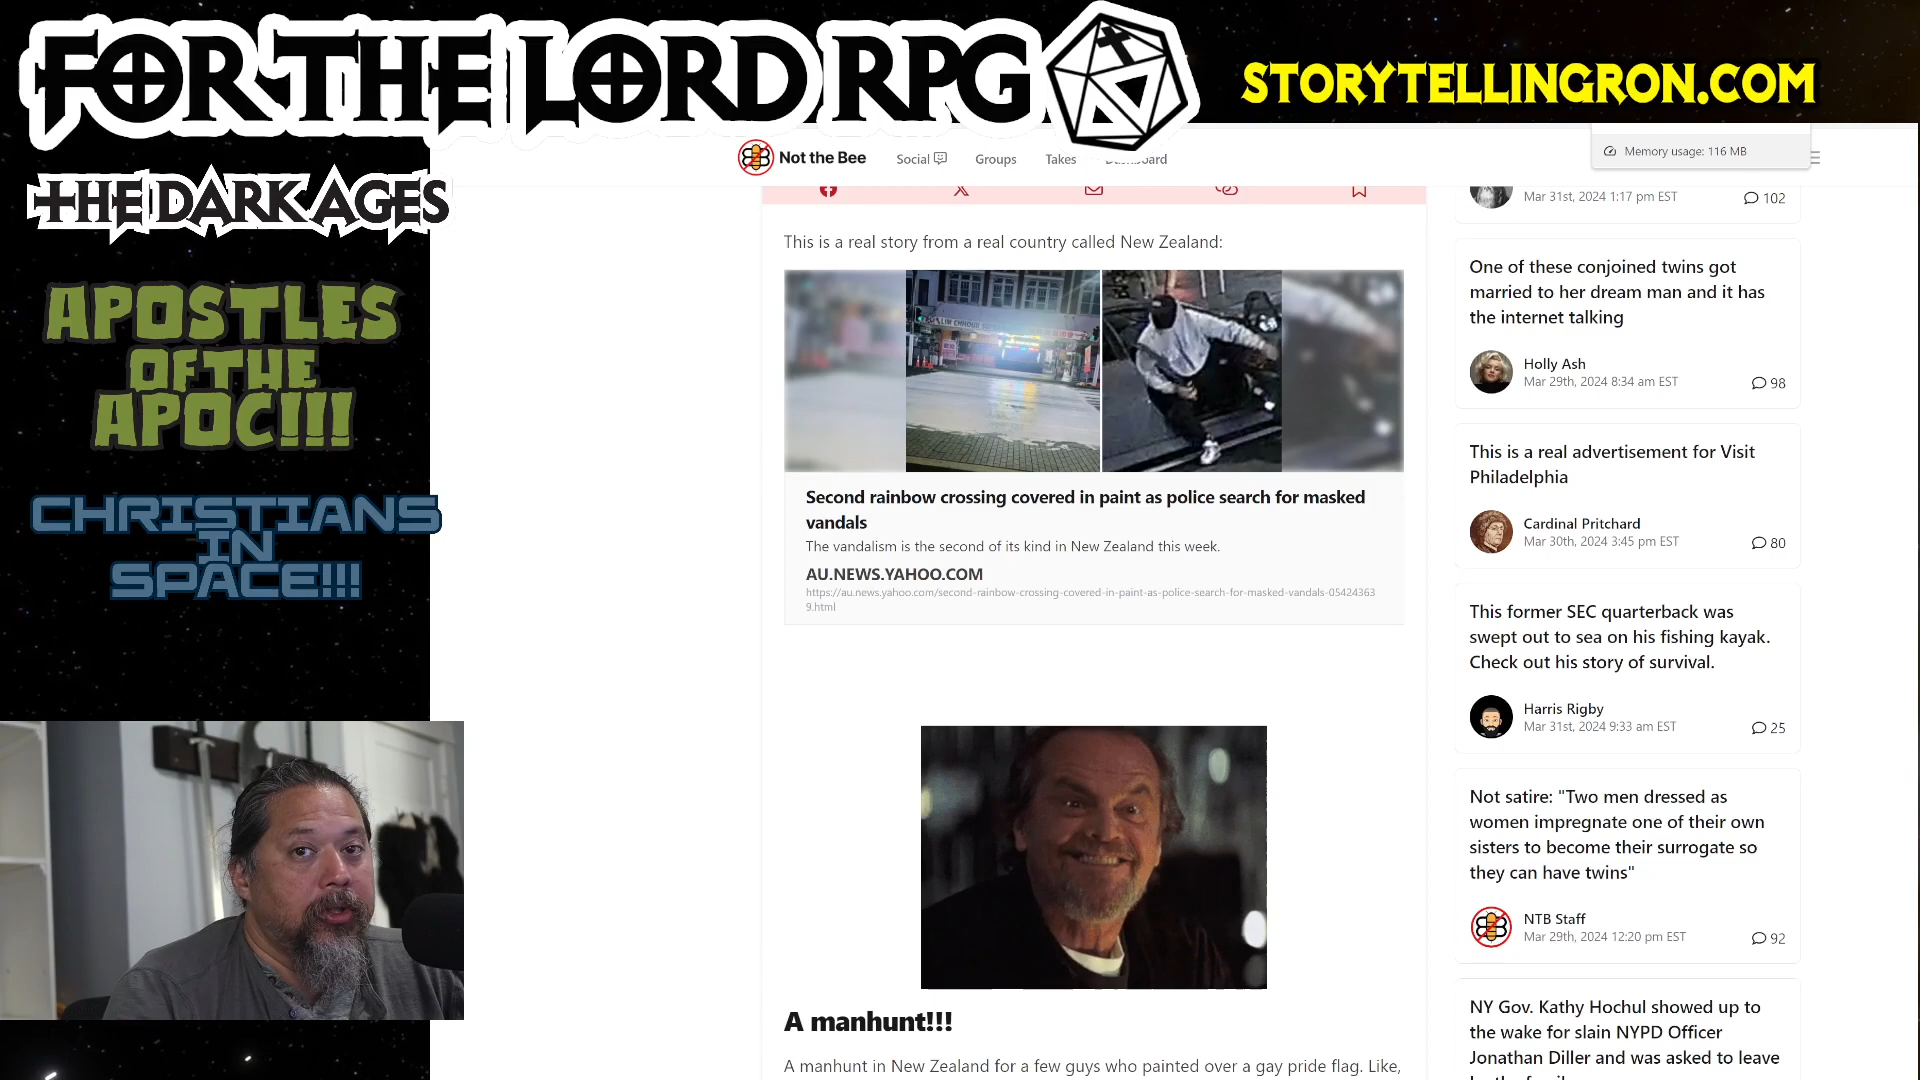 FOR THE LORD RPG
STORYTELLINGRON.COM
THE DARK AGES
APOSTLES
OF THE
APOC!!!
CHRISTIANS
IN
SPACE!!!
Not the Bee
Social
Groups
Takes
Dashboard
Memory usage: 116 MB
This is a real story from a real country called New Zealand:
Second rainbow crossing covered in paint as police search for masked
vandals
The vandalism is the second of its kind in New Zealand this week.
AU.NEWS.YAHOO.COM
https://au.news.yahoo.com/second-rainbow-crossing-covered-in-paint-as-police-search-for-masked-vandals-05424363
9.html
A manhunt!!!
A manhunt in New Zealand for a few guys who painted over a gay pride flag. Like,
Mar 31st, 2024 1:17 pm EST
102
One of these conjoined twins got
married to her dream man and it has
the internet talking
Holly Ash
Mar 29th, 2024 8:34 am EST
98
This is a real advertisement for Visit
Philadelphia
Cardinal Pritchard
Mar 30th, 2024 3:45 pm EST
80
This former SEC quarterback was
swept out to sea on his fishing kayak.
Check out his story of survival.
Harris Rigby
Mar 31st, 2024 9:33 am EST
25
Not satire: "Two men dressed as
women impregnate one of their own
sisters to become their surrogate so
they can have twins"
NTB Staff
Mar 29th, 2024 12:20 pm EST
92
NY Gov. Kathy Hochul showed up to
the wake for slain NYPD Officer
Jonathan Diller and was asked to leave